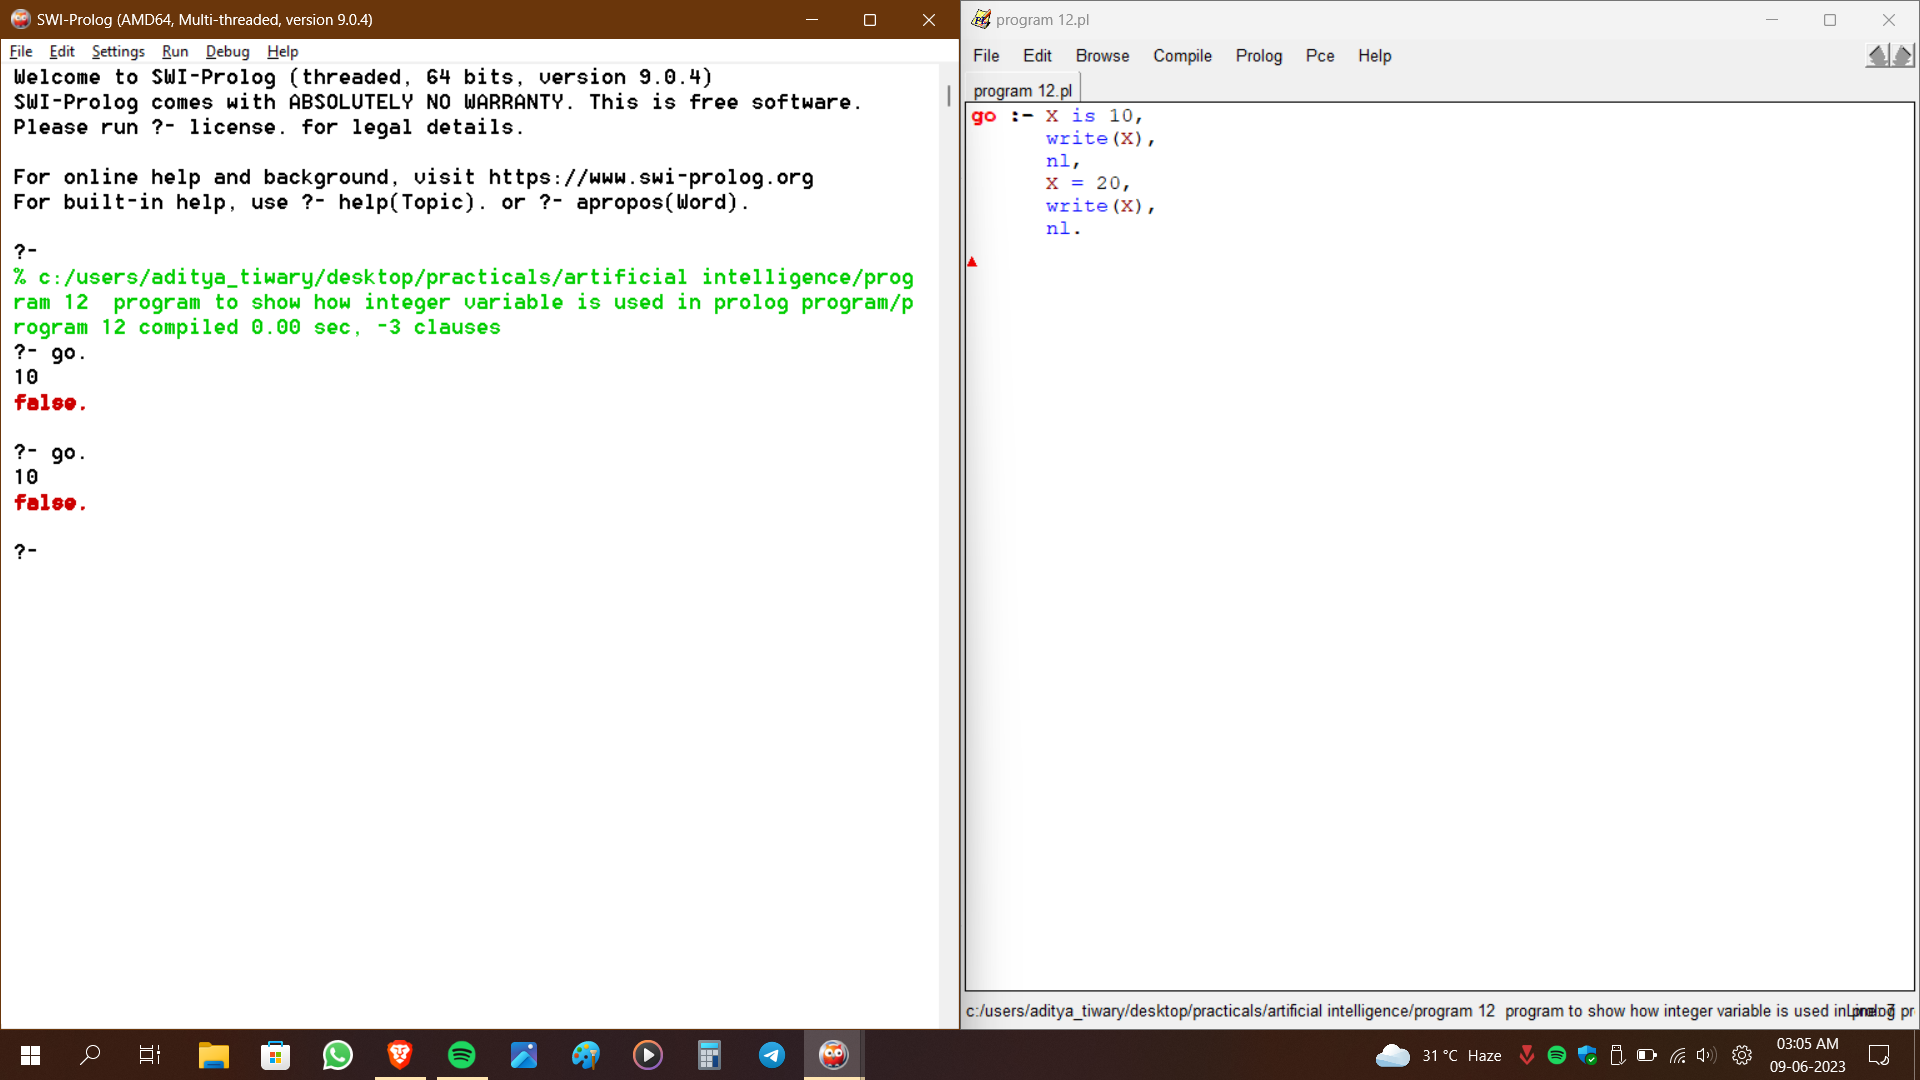 SWI-Prolog (AMD64, Multi-threaded, version 9.0.4)
File Edit Settings Run Debug Help
Welcome to SWI-Prolog (threaded, 64 bits, version 9.0.4)
SWI-Prolog comes with ABSOLUTELY NO WARRANTY. This is free software.
Please run ?- license. for legal details.
For online help and background, visit https://www.swi-prolog.org
For built-in help, use ?- help(Topic). or ?- apropos(Word).
?-
% c:/users/aditya_tiwary/desktop/practicals/artificial intelligence/prog
ram 12  program to show how integer variable is used in prolog program/p
rogram 12 compiled 0.00 sec, -3 clauses
?- go.
10
false.
?- go.
10
false.
?-
program 12.pl
File Edit Browse Compile Prolog Pce Help
program 12.pl
go :- X is 10,
write(X),
nl,
X = 20,
write(X),
nl.
c:/users/aditya_tiwary/desktop/practicals/artificial intelligence/program 12  program to show how integer variable is used in
31 °C Haze
03:05 AM
09-06-2023